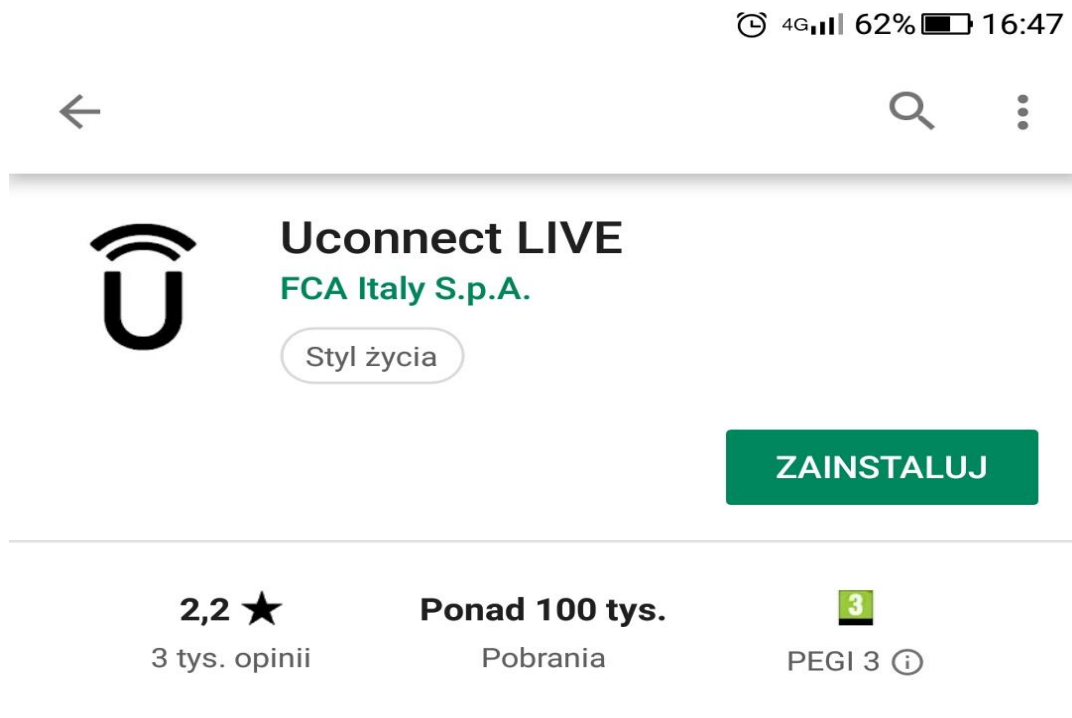 4G 62% 16:47
Uconnect LIVE
FCA Italy S.p.A.
Styl życia
ZAINSTALUJ
2,2 ★ Ponad 100 tys. 3
3 tys. opinii Pobrania PEGI 3